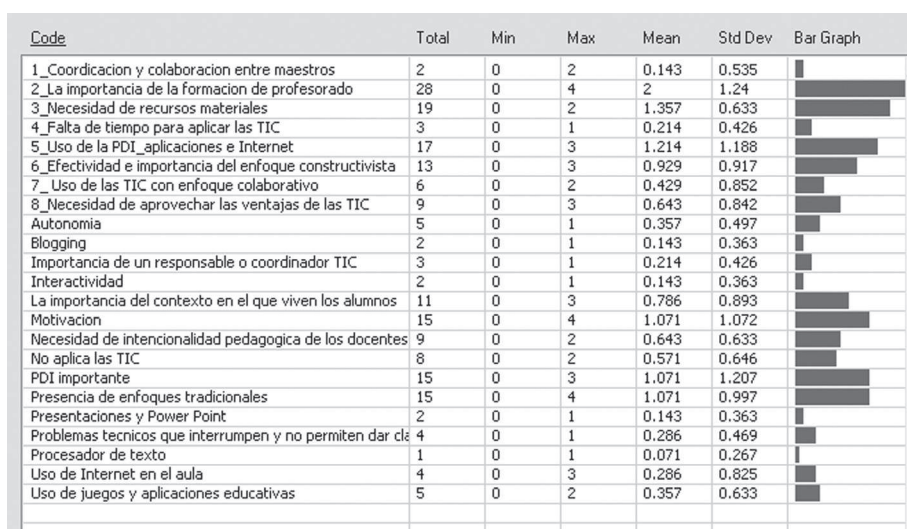 Code Total Min Max Mean Std Dev Bar Graph
1_Coordicacion y colaboracion entre maestros 2 0 2 0.143 0.535
2_La importancia de la formacion de profesorado 28 0 4 2 1.24
3_Necesidad de recursos materiales 19 0 2 1.357 0.633
4_Falta de tiempo para aplicar las TIC 3 0 1 0.214 0.426
5_Uso de la PDI_aplicaciones e Internet 17 0 3 1.214 1.188
6_Efectividad e importancia del enfoque constructivista 13 0 3 0.929 0.917
7_ Uso de las TIC con enfoque colaborativo 6 0 2 0.429 0.852
8_Necesidad de aprovechar las ventajas de las TIC 9 0 3 0.643 0.842
Autonomia 5 0 1 0.357 0.497
Blogging 2 0 1 0.143 0.363
Importancia de un responsable o coordinador TIC 3 0 1 0.214 0.426
Interactividad 2 0 1 0.143 0.363
La importancia del contexto en el que viven los alumnos 11 0 3 0.786 0.893
Motivacion 15 0 4 1.071 1.072
Necesidad de intencionalidad pedagogica de los docentes 9 0 2 0.643 0.633
No aplica las TIC 8 0 2 0.571 0.646
PDI importante 15 0 3 1.071 1.207
Presencia de enfoques tradicionales 15 0 4 1.071 0.997
Presentaciones y Power Point 2 0 1 0.143 0.363
Problemas tecnicos que interrumpen y no permiten dar cla 4 0 1 0.286 0.469
Procesador de texto 1 0 1 0.071 0.267
Uso de Internet en el aula 4 0 3 0.286 0.825
Uso de juegos y aplicaciones educativas 5 0 2 0.357 0.633